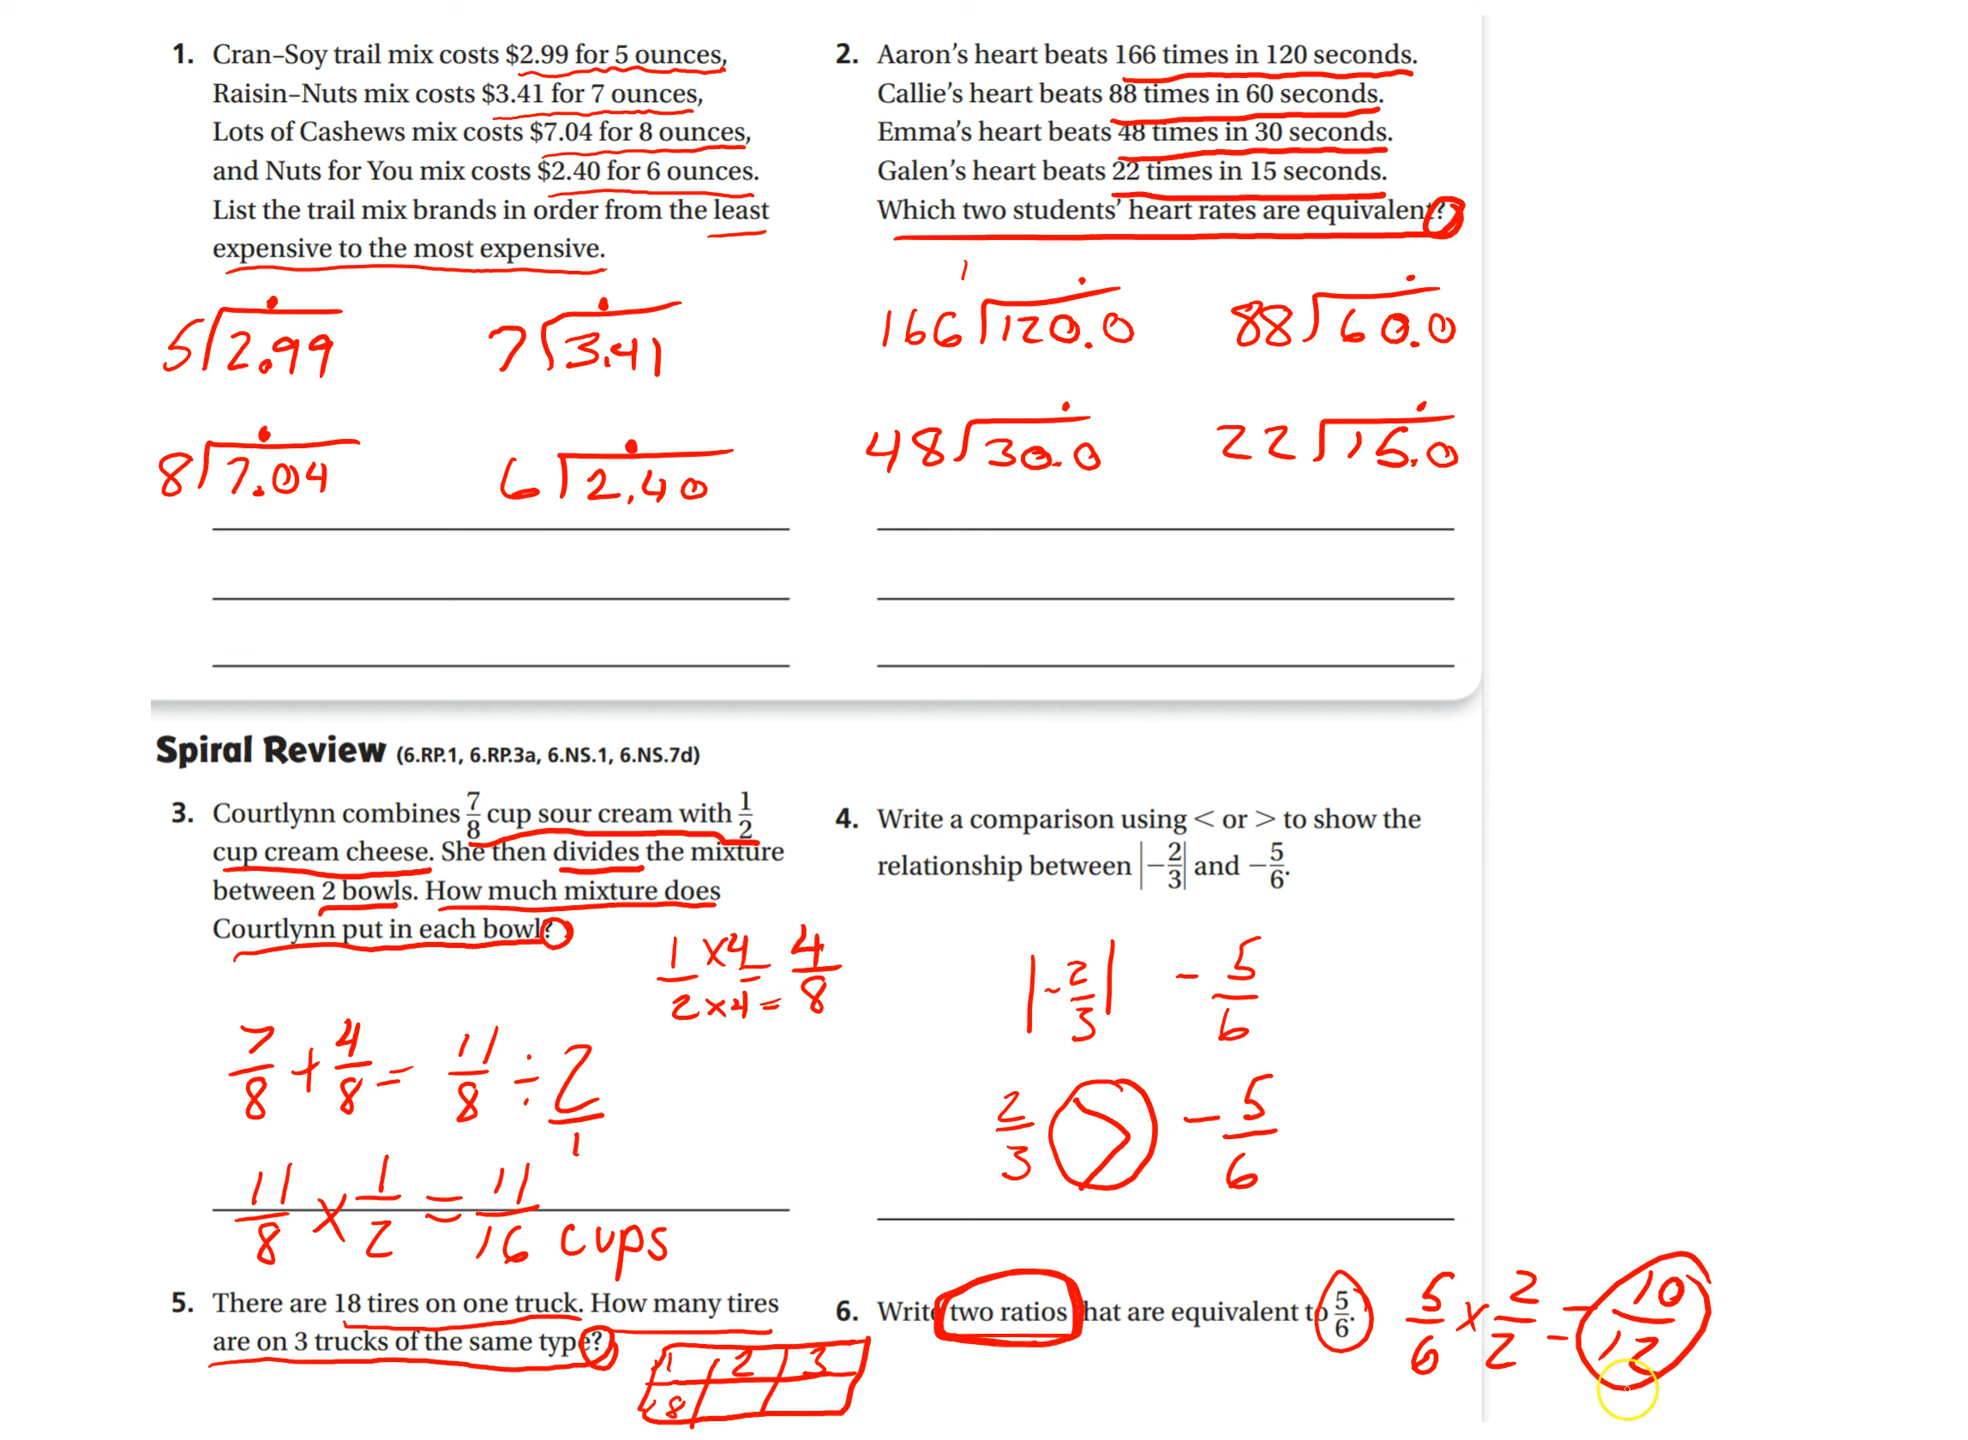 1. Cran–Soy trail mix costs $2.99 for 5 ounces,
Raisin–Nuts mix costs $3.41 for 7 ounces,
Lots of Cashews mix costs $7.04 for 8 ounces,
and Nuts for You mix costs $2.40 for 6 ounces.
List the trail mix brands in order from the least
expensive to the most expensive.
5)2.99 7)3.41
8)7.04 6)2.40
2. Aaron’s heart beats 166 times in 120 seconds.
Callie’s heart beats 88 times in 60 seconds.
Emma’s heart beats 48 times in 30 seconds.
Galen’s heart beats 22 times in 15 seconds.
Which two students’ heart rates are equivalent?
1
166)120.0 88)60.0
48)30.0 22)15.0
Spiral Review (6.RP.1, 6.RP.3a, 6.NS.1, 6.NS.7d)
3. Courtlynn combines 7/8 cup sour cream with 1/2
cup cream cheese. She then divides the mixture
between 2 bowls. How much mixture does
Courtlynn put in each bowl?
1/2 ×4/×4 = 4/8
7/8 + 4/8 = 11/8 ÷ 2/1
11/8 × 1/2 = 11/16 cups
4. Write a comparison using < or > to show the
relationship between |−2/3| and −5/6.
|-2/3| -5/6
2/3 > -5/6
5. There are 18 tires on one truck. How many tires
are on 3 trucks of the same type?
1 2 3
18
6. Write two ratios that are equivalent to 5/6.
5/6 × 2/2 = 10/12